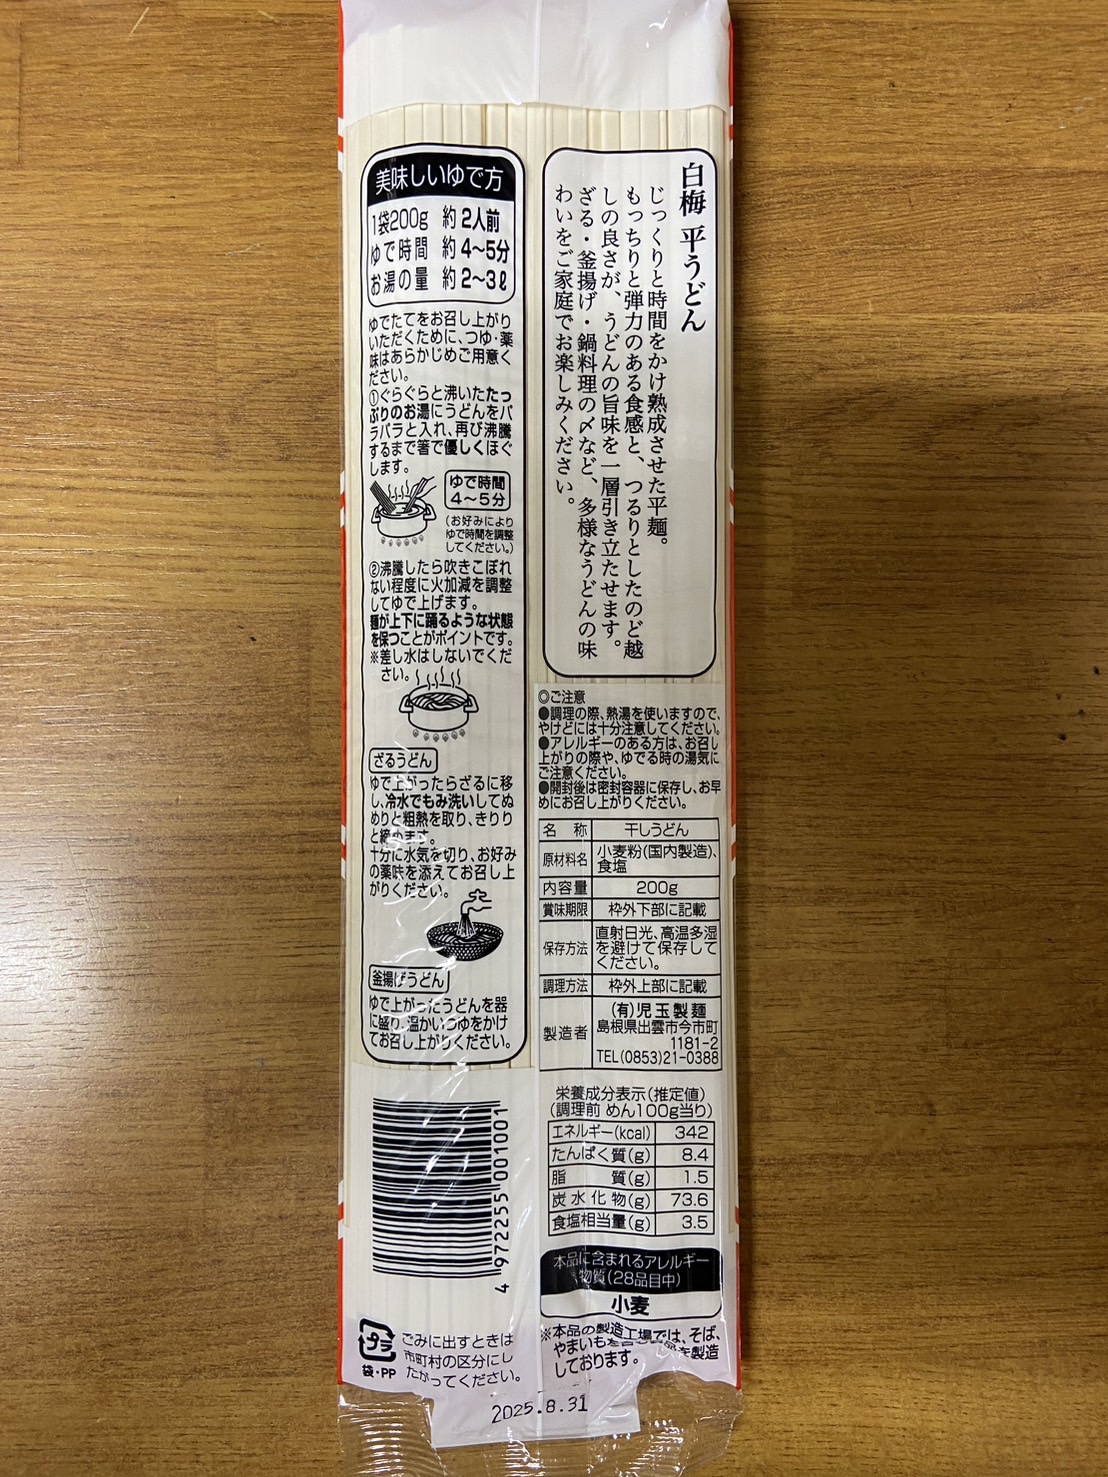 白梅 平うどん
じっくりと時間をかけ熟成させた平麺。
もっちりと弾力のある食感と、つるりとしたのど越
しの良さが、うどんの旨味を一層引き立たせます。
ざる・釜揚げ・鍋料理の〆など、多様なうどんの味
わいをご家庭でお楽しみください。
美味しいゆで方
1袋200g 約2人前
ゆで時間 約4~5分
お湯の量 約2~3ℓ
ゆでたてをお召し上がり
いただくために、つゆ・薬
味はあらかじめご用意く
ださい。
①ぐらぐらと沸いたたっ
ぷりのお湯にうどんをパ
ラパラと入れ、再び沸騰
するまで箸で優しくほぐ
します。
ゆで時間
4~5分
(お好みにより
ゆで時間を調整
してください。)
②沸騰したら吹きこぼれ
ない程度に火加減を調整
してゆで上げます。
麺が上下に踊るような状態
を保つことがポイントです。
※差し水はしないでくだ
さい。
ざるうどん
ゆで上がったらざるに移
し、冷水でもみ洗いしてぬ
めりと粗熱を取り、きりり
と締めます。
十分に水気を切り、お好み
の薬味を添えてお召し上
がりください。
釜揚げうどん
ゆで上がったうどんを器
に盛り、温かいつゆをかけ
てお召し上がりください。
◎ご注意
●調理の際、熱湯を使いますので、
やけどには十分注意してください。
●アレルギーのある方は、お召し
上がりの際や、ゆでる時の湯気に
ご注意ください。
●開封後は密封容器に保存し、お早
めにお召し上がりください。
名 称 干しうどん
原材料名 小麦粉(国内製造)、
食塩
内容量 200g
賞味期限 枠外下部に記載
保存方法 直射日光、高温多湿
を避けて保存して
ください。
調理方法 枠外上部に記載
製造者 (有)児玉製麺
島根県出雲市今市町
1181-2
TEL(0853)21-0388
栄養成分表示(推定値)
(調理前 めん100g当り)
エネルギー(kcal) 342
たんぱく質(g) 8.4
脂 質(g) 1.5
炭水化物(g) 73.6
食塩相当量(g) 3.5
本品に含まれるアレルギー
物質(28品目中)
小麦
※本品の製造工場では、そば、
やまいもを を製造
しております。
4 972255 001001
プラ
袋・PP
ごみに出すときは
市町村の区分にし
たがってください。
2025.8.31